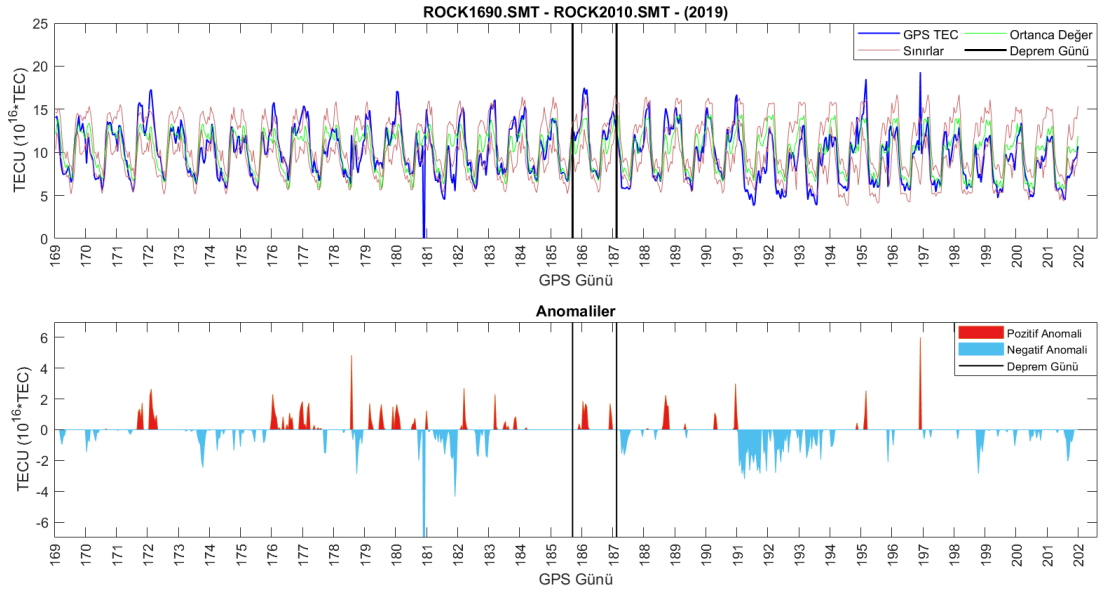 ROCK1690.SMT - ROCK2010.SMT - (2019)
25
20
15
10
5
0
TECU (10^16*TEC)
GPS TEC
Ortanca Değer
Sınırlar
Deprem Günü
169 170 171 172 173 174 175 176 177 178 179 180 181 182 183 184 185 186 187 188 189 190 191 192 193 194 195 196 197 198 199 200 201 202
GPS Günü
Anomaliler
6
4
2
0
-2
-4
-6
TECU (10^16*TEC)
Pozitif Anomali
Negatif Anomali
Deprem Günü
169 170 171 172 173 174 175 176 177 178 179 180 181 182 183 184 185 186 187 188 189 190 191 192 193 194 195 196 197 198 199 200 201 202
GPS Günü